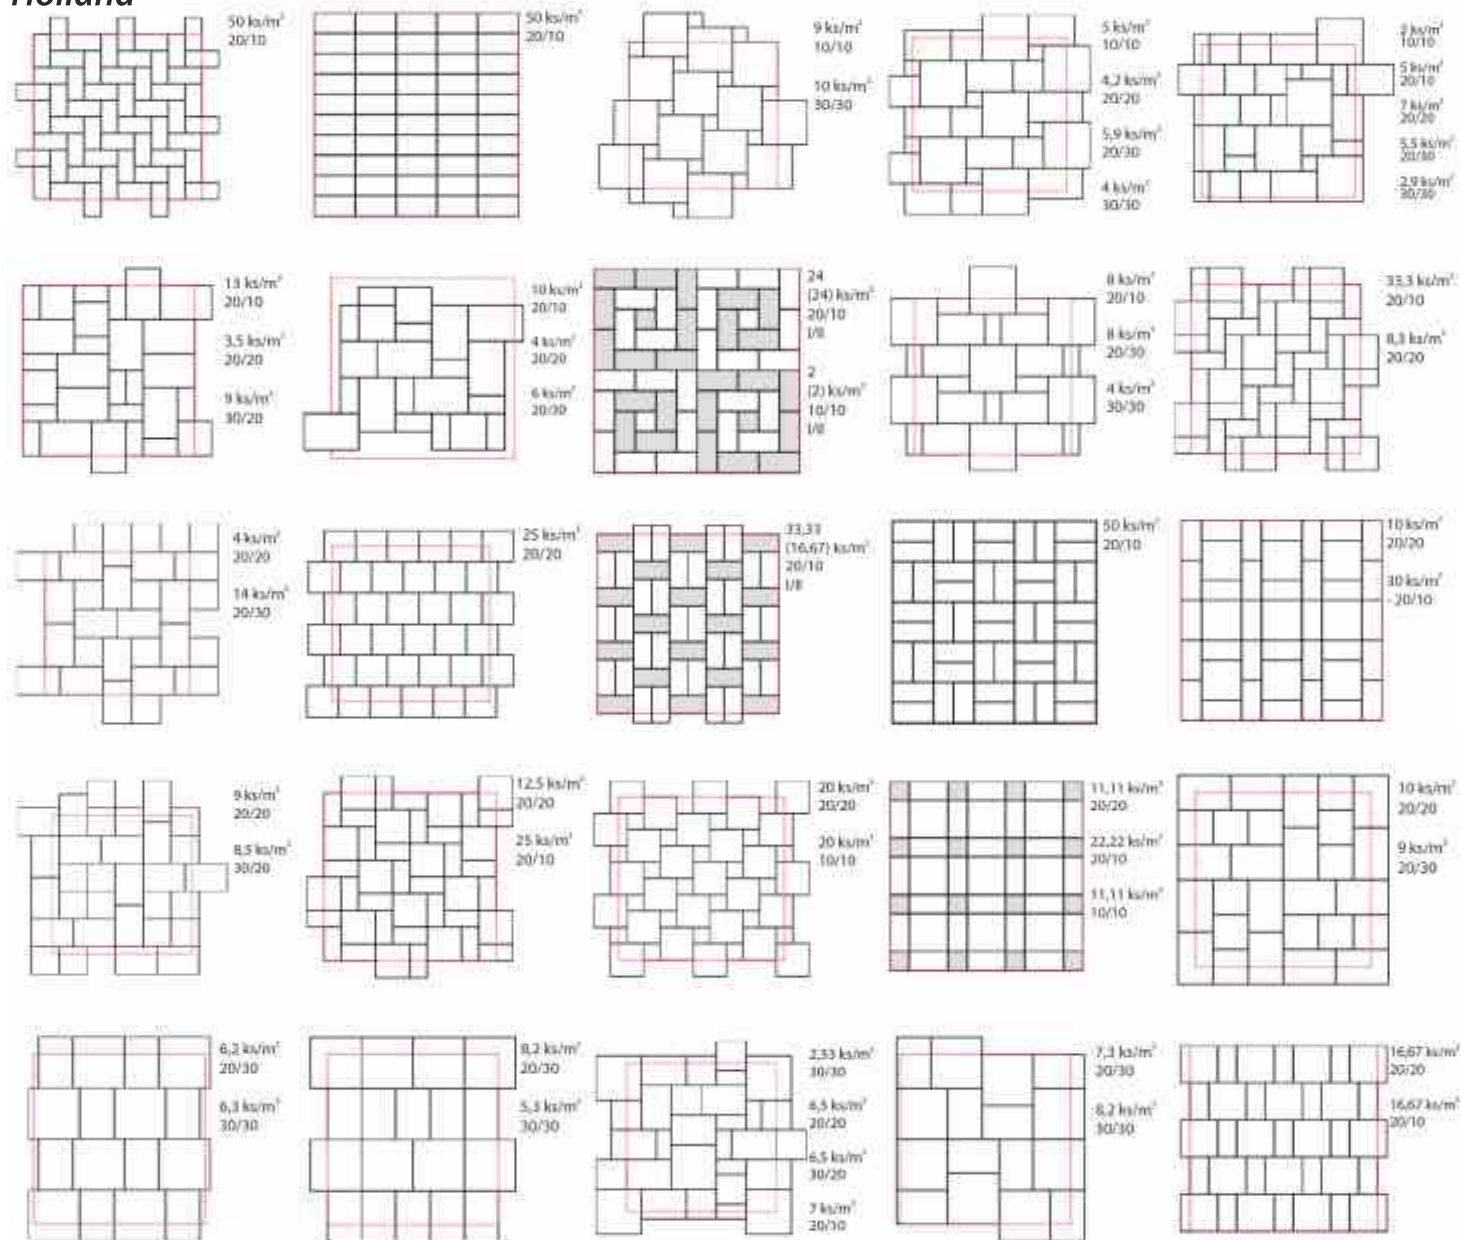 Holland
50 ks/m²
20/10
50 ks/m²
20/10
9 ks/m²
10/10
10 ks/m²
30/30
5 ks/m²
10/10
4,2 ks/m²
20/20
5,9 ks/m²
20/30
4 ks/m²
30/30
2 ks/m²
10/10
5 ks/m²
20/10
7 ks/m²
20/20
5,5 ks/m²
20/30
2,9 ks/m²
30/30
13 ks/m²
20/10
3,5 ks/m²
20/20
9 ks/m²
30/20
10 ks/m²
20/10
4 ks/m²
20/20
6 ks/m²
20/30
24
(24) ks/m²
20/10
I/8
2
(2) ks/m²
10/10
I/8
8 ks/m²
20/10
8 ks/m²
20/30
4 ks/m²
30/30
33,3 ks/m²
20/10
8,3 ks/m²
20/20
4 ks/m²
20/20
14 ks/m²
20/30
25 ks/m²
20/20
33,33
(16,67) ks/m²
20/10
I/8
50 ks/m²
20/10
10 ks/m²
20/20
30 ks/m²
- 20/10
9 ks/m²
20/20
8,5 ks/m²
30/20
12,5 ks/m²
20/20
25 ks/m²
20/10
20 ks/m²
20/20
20 ks/m²
10/10
11,11 ks/m²
20/20
22,22 ks/m²
20/10
11,11 ks/m²
10/10
10 ks/m²
20/20
9 ks/m²
20/30
6,2 ks/m²
20/30
6,3 ks/m²
30/30
8,2 ks/m²
20/30
5,3 ks/m²
30/30
2,33 ks/m²
30/30
6,5 ks/m²
20/20
6,5 ks/m²
30/20
7 ks/m²
20/10
7,3 ks/m²
20/30
8,2 ks/m²
30/30
16,67 ks/m²
20/20
16,67 ks/m²
20/10